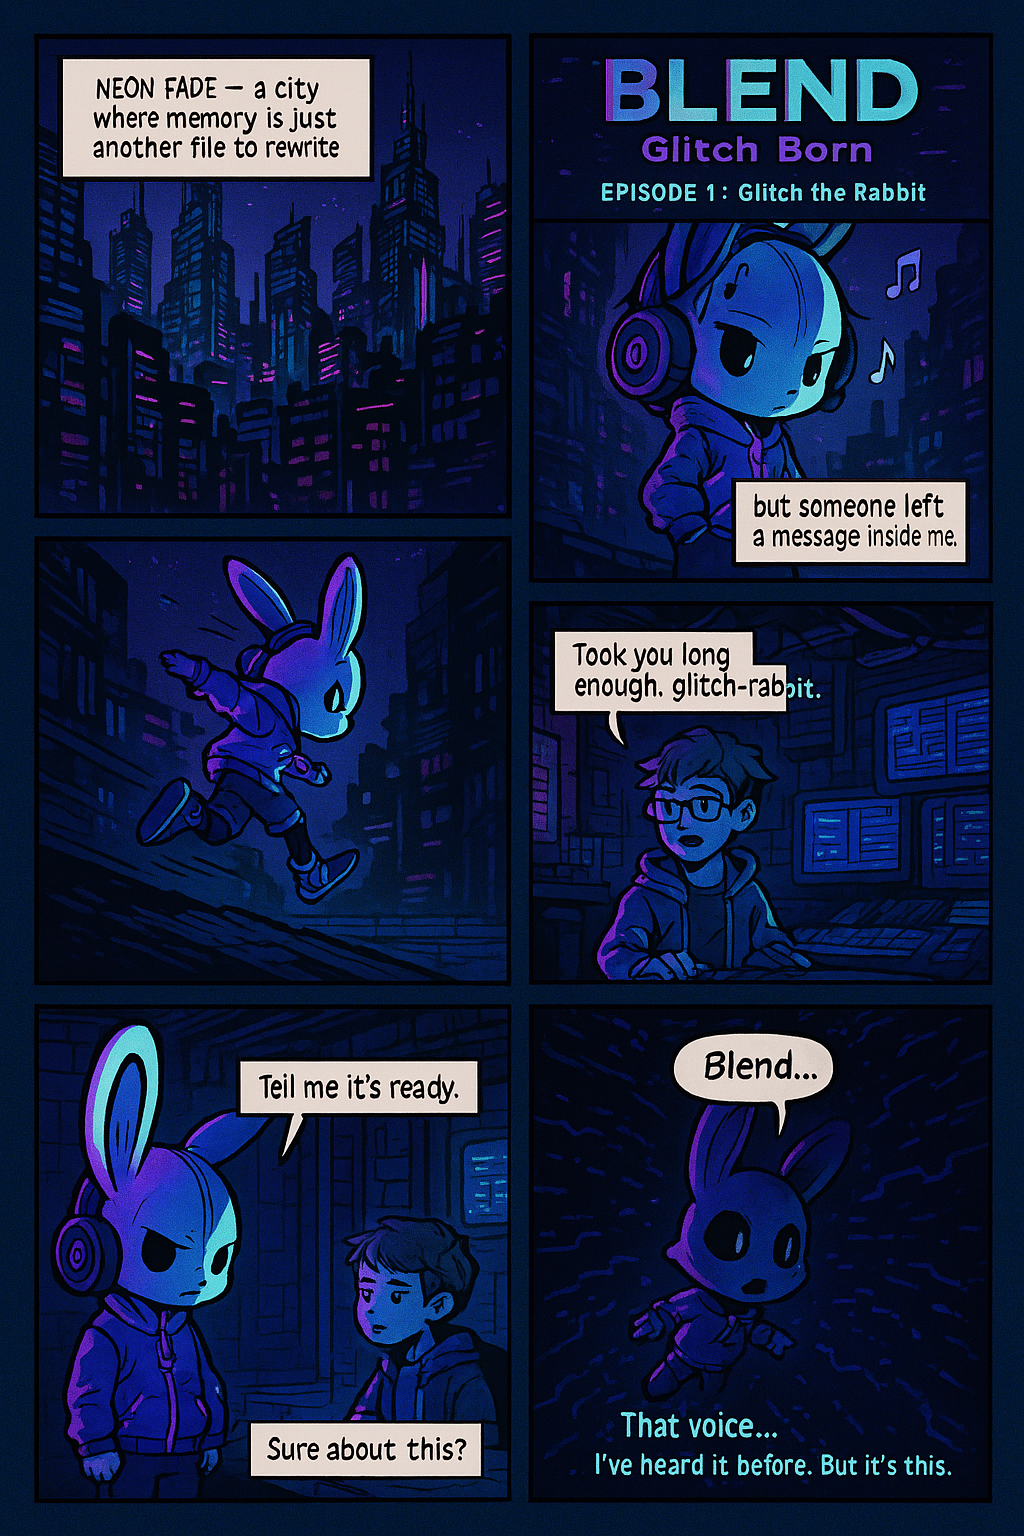 NEON FADE — a city
where memory is just
another file to rewrite
BLEND
Glitch Born
EPISODE 1: Glitch the Rabbit
but someone left
a message inside me.
Took you long
enough. glitch-rabbit.
Teil me it's ready.
Sure about this?
Blend...
That voice...
I've heard it before. But it's this.